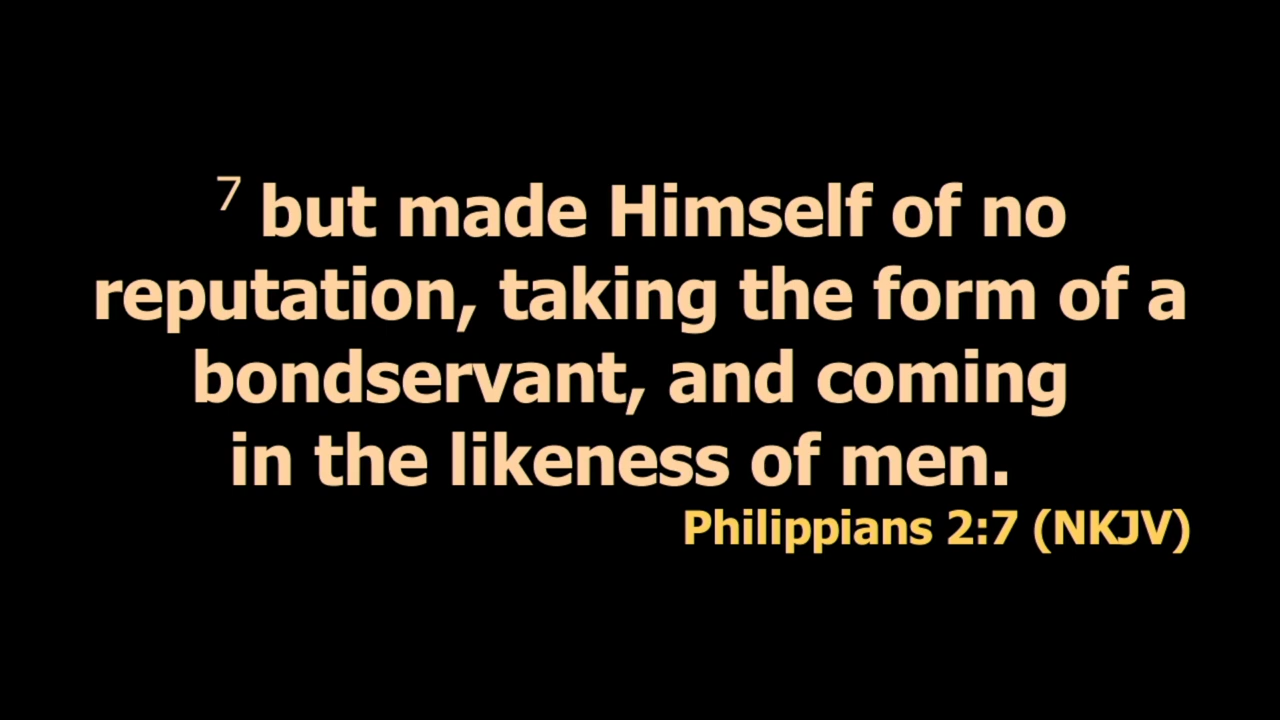 7 but made Himself of no
reputation, taking the form of a
bondservant, and coming
in the likeness of men.
Philippians 2:7 (NKJV)